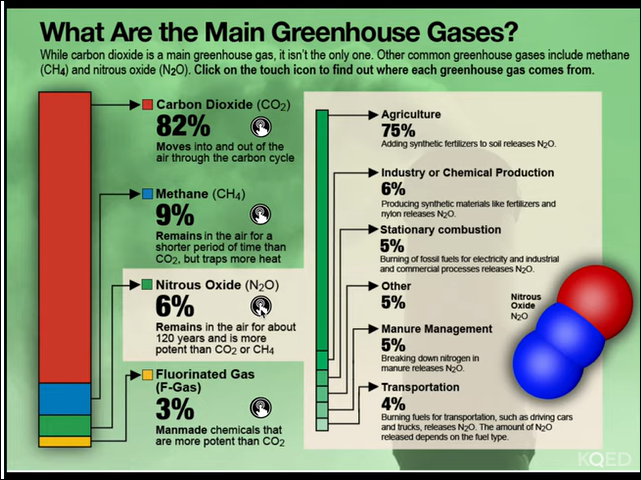 What Are the Main Greenhouse Gases?
While carbon dioxide is a main greenhouse gas, it isn't the only one. Other common greenhouse gases include methane
(CH4) and nitrous oxide (N2O). Click on the touch icon to find out where each greenhouse gas comes from.
Carbon Dioxide (CO2)
82%
Moves into and out of the
air through the carbon cycle
Methane (CH4)
9%
Remains in the air for a
shorter period of time than
CO2, but traps more heat
Nitrous Oxide (N2O)
6%
Remains in the air for about
120 years and is more
potent than CO2 or CH4
Fluorinated Gas
(F-Gas)
3%
Manmade chemicals that
are more potent than CO2
Agriculture
75%
Adding synthetic fertilizers to soil releases N2O.
Industry or Chemical Production
6%
Producing synthetic materials like fertilizers and
nylon releases N2O.
Stationary combustion
5%
Burning of fossil fuels for electricity and industrial
and commercial processes releases N2O.
Other
5%
Manure Management
5%
Breaking down nitrogen in
manure releases N2O.
Transportation
4%
Burning fuels for transportation, such as driving cars
and trucks, releases N2O. The amount of N2O
released depends on the fuel type.
Nitrous
Oxide
N2O
KQED